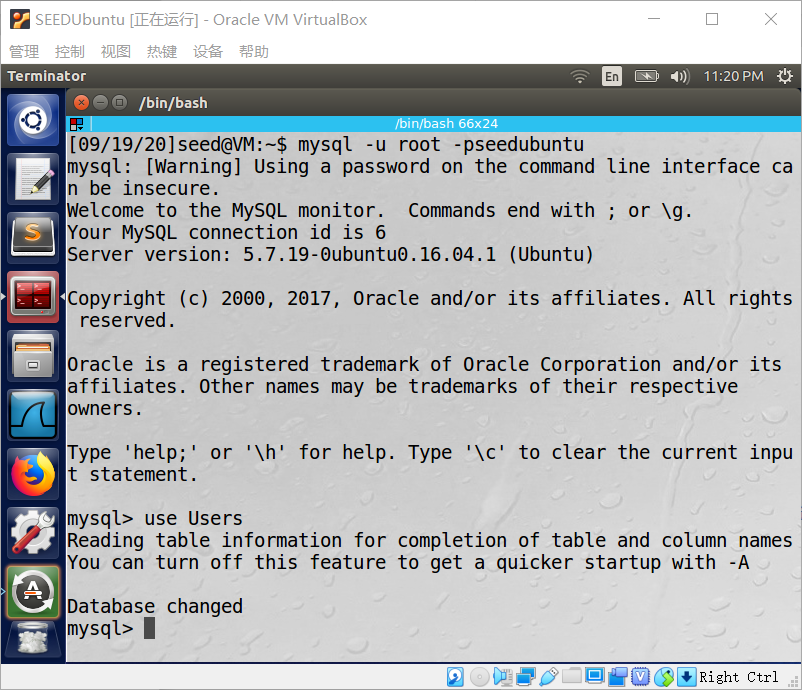 SEEDUbuntu [正在运行] - Oracle VM VirtualBox
管理 控制 视图 热键 设备 帮助
Terminator En 11:20 PM
/bin/bash
/bin/bash 66x24
[09/19/20]seed@VM:~$ mysql -u root -pseedubuntu
mysql: [Warning] Using a password on the command line interface ca
n be insecure.
Welcome to the MySQL monitor.  Commands end with ; or \g.
Your MySQL connection id is 6
Server version: 5.7.19-0ubuntu0.16.04.1 (Ubuntu)
Copyright (c) 2000, 2017, Oracle and/or its affiliates. All rights
 reserved.
Oracle is a registered trademark of Oracle Corporation and/or its
affiliates. Other names may be trademarks of their respective
owners.
Type 'help;' or '\h' for help. Type '\c' to clear the current inpu
t statement.
mysql> use Users
Reading table information for completion of table and column names
You can turn off this feature to get a quicker startup with -A
Database changed
mysql>
Right Ctrl